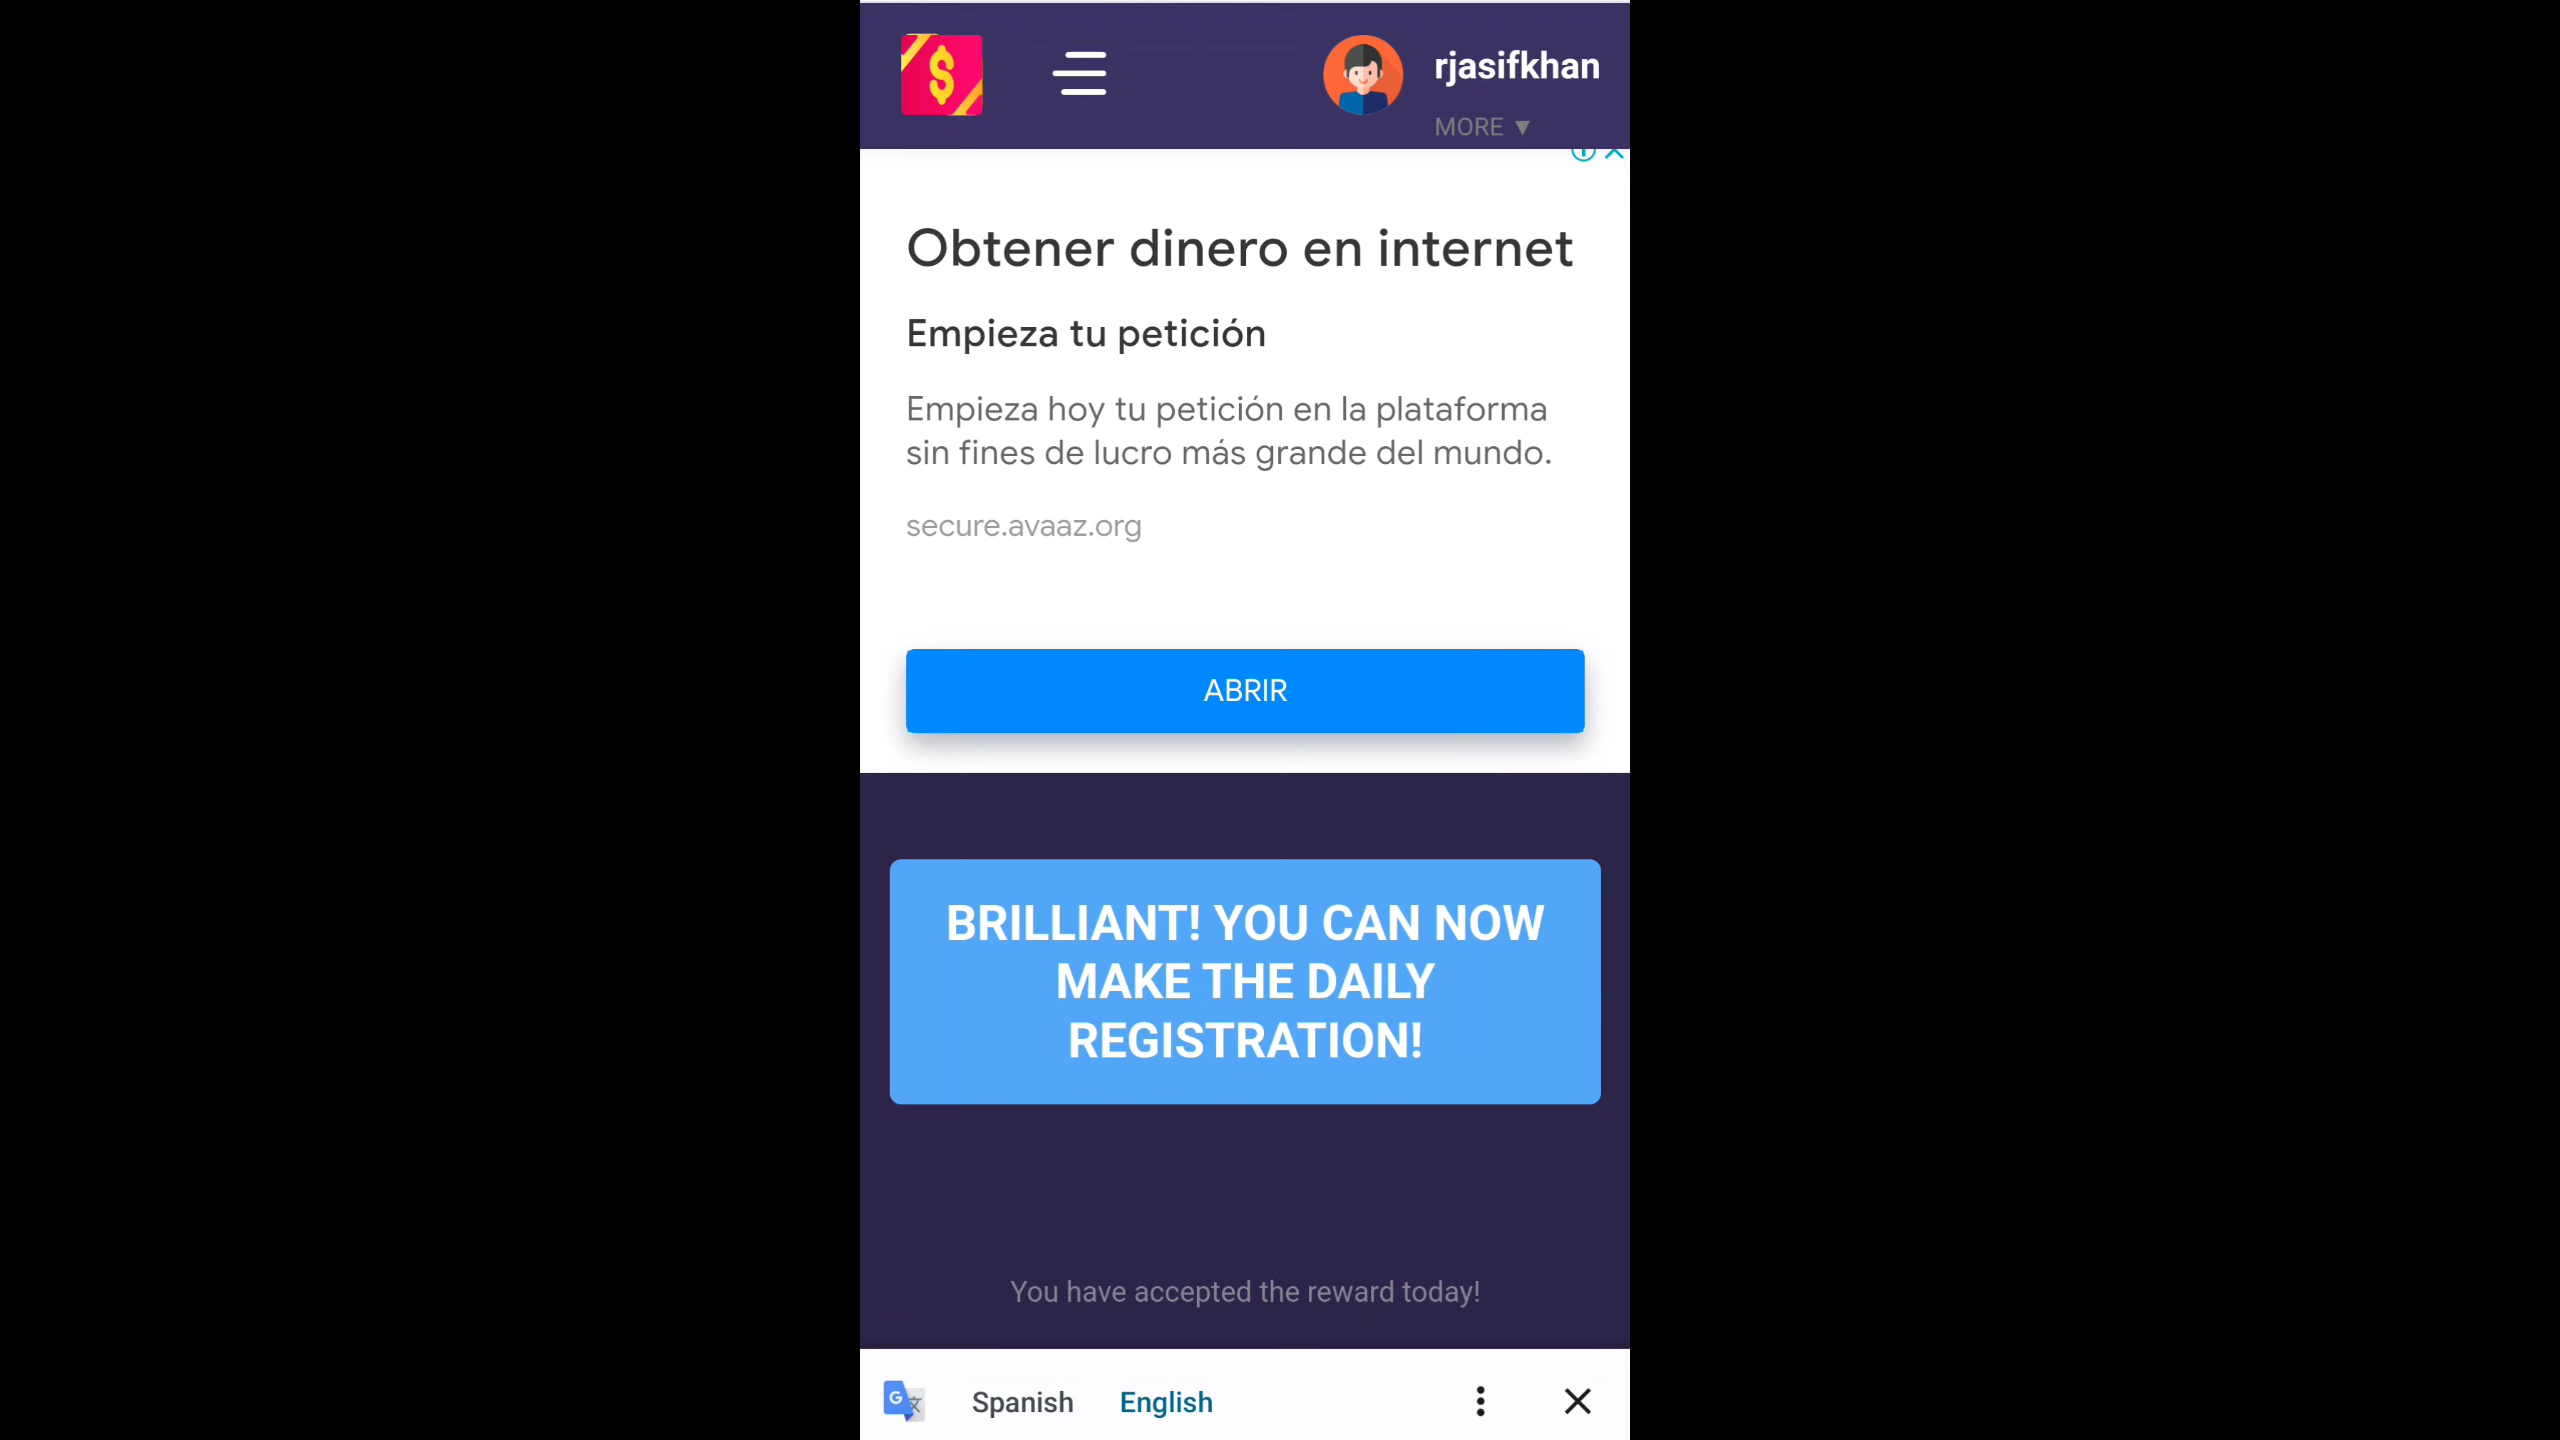 $
rjasifkhan
MORE ▼
Obtener dinero en internet
Empieza tu petición
Empieza hoy tu petición en la plataforma
sin fines de lucro más grande del mundo.
secure.avaaz.org
ABRIR
BRILLIANT! YOU CAN NOW
MAKE THE DAILY
REGISTRATION!
You have accepted the reward today!
G 文 Spanish English